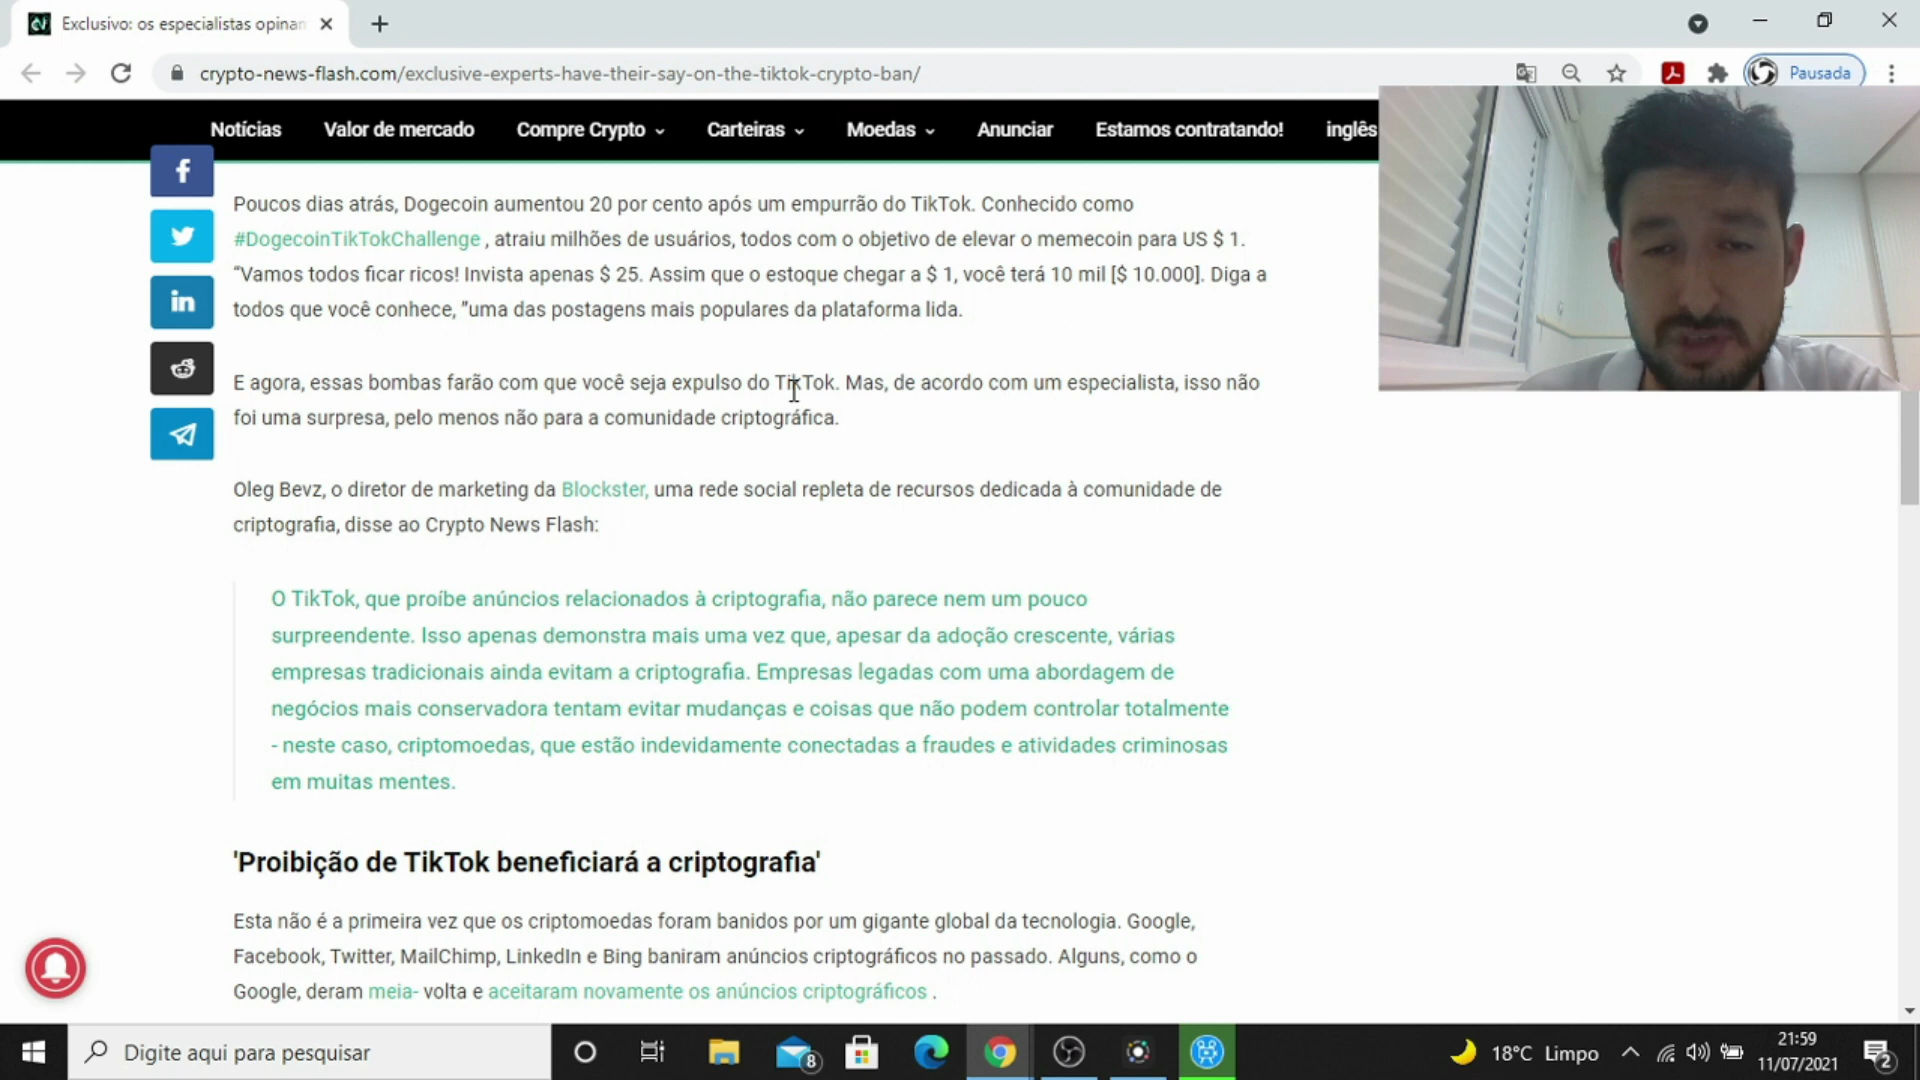 Exclusivo: os especialistas opinam
crypto-news-flash.com/exclusive-experts-have-their-say-on-the-tiktok-crypto-ban/
Pausada
Notícias Valor de mercado Compre Crypto Carteiras Moedas Anunciar Estamos contratando! inglês
Poucos dias atrás, Dogecoin aumentou 20 por cento após um empurrão do TikTok. Conhecido como
#DogecoinTikTokChallenge , atraiu milhões de usuários, todos com o objetivo de elevar o memecoin para US $ 1.
“Vamos todos ficar ricos! Invista apenas $ 25. Assim que o estoque chegar a $ 1, você terá 10 mil [$ 10.000]. Diga a
todos que você conhece, ”uma das postagens mais populares da plataforma lida.
E agora, essas bombas farão com que você seja expulso do TikTok. Mas, de acordo com um especialista, isso não
foi uma surpresa, pelo menos não para a comunidade criptográfica.
Oleg Bevz, o diretor de marketing da Blockster, uma rede social repleta de recursos dedicada à comunidade de
criptografia, disse ao Crypto News Flash:
O TikTok, que proíbe anúncios relacionados à criptografia, não parece nem um pouco
surpreendente. Isso apenas demonstra mais uma vez que, apesar da adoção crescente, várias
empresas tradicionais ainda evitam a criptografia. Empresas legadas com uma abordagem de
negócios mais conservadora tentam evitar mudanças e coisas que não podem controlar totalmente
- neste caso, criptomoedas, que estão indevidamente conectadas a fraudes e atividades criminosas
em muitas mentes.
'Proibição de TikTok beneficiará a criptografia'
Esta não é a primeira vez que os criptomoedas foram banidos por um gigante global da tecnologia. Google,
Facebook, Twitter, MailChimp, LinkedIn e Bing baniram anúncios criptográficos no passado. Alguns, como o
Google, deram meia- volta e aceitaram novamente os anúncios criptográficos .
Digite aqui para pesquisar
8
18°C Limpo
21:59
11/07/2021
2